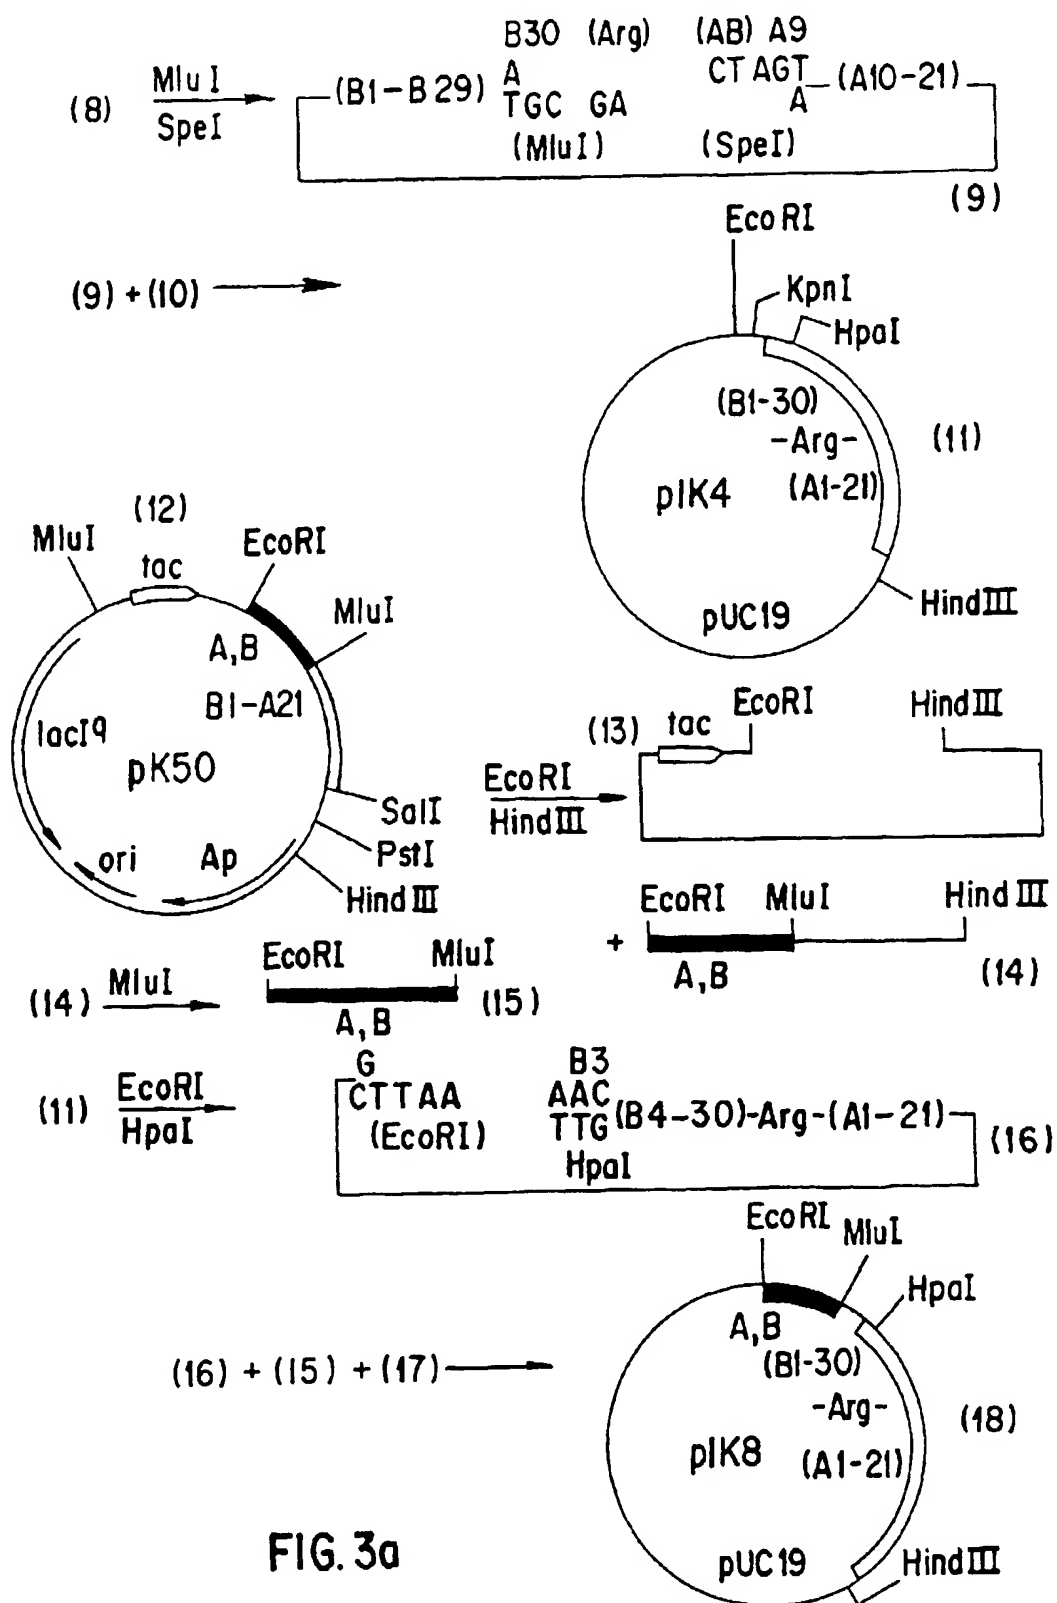 B30 (Arg) (AB) A9
(8) MluI (B1-B29) A CT AGT (A10-21)
SpeI TGC GA A
(MluI) (SpeI)
(9)
EcoRI
(9) + (10)
KpnI
HpaI
(B1-30)
-Arg-
(11)
pIK4 (A1-21)
HindIII
pUC19
(12)
MluI
tac
EcoRI
MluI
A,B
B1-A21
lacIq
pK50
SalI
PstI
HindIII
ori Ap
EcoRI
HindIII
(13) tac EcoRI HindIII
+ EcoRI MluI HindIII
A,B (14)
(14) MluI EcoRI MluI (15)
A,B
G B3
(11) EcoRI CTTAA AAC
HpaI (EcoRI) TTG (B4-30)-Arg-(A1-21) (16)
HpaI
EcoRI MluI
HpaI
A,B
(16) + (15) + (17) (B1-30)
-Arg- (18)
pIK8 (A1-21)
FIG. 3a
pUC19 HindIII